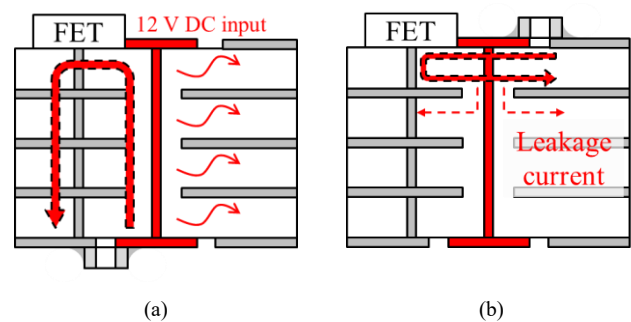 FET
12 V DC input
FET
Leakage
current
(a)
(b)